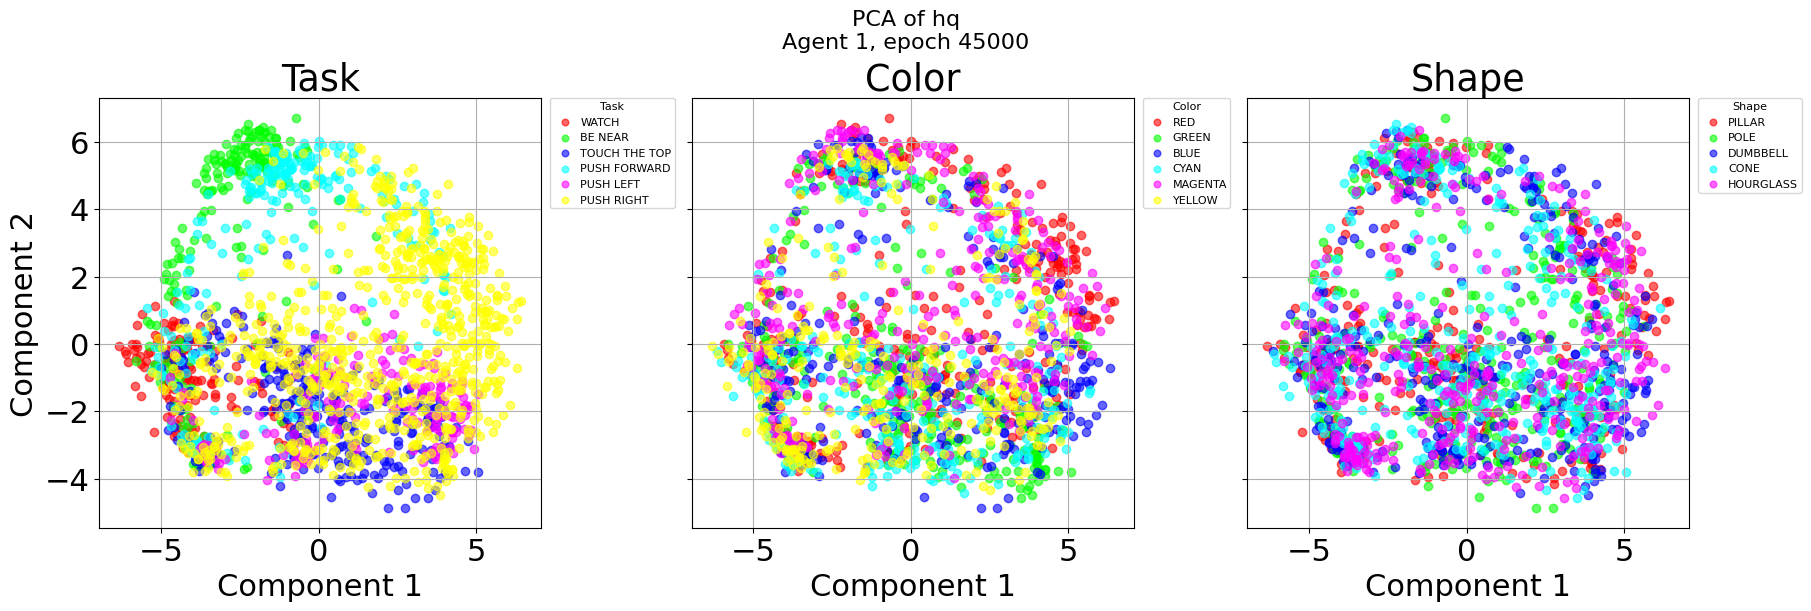 PCA of hq
Agent 1, epoch 45000
Task
Color
Shape
Component 2
6
4
2
0
−2
−4
−5 0 5
Component 1
Task
WATCH
BE NEAR
TOUCH THE TOP
PUSH FORWARD
PUSH LEFT
PUSH RIGHT
−5 0 5
Component 1
Color
RED
GREEN
BLUE
CYAN
MAGENTA
YELLOW
−5 0 5
Component 1
Shape
PILLAR
POLE
DUMBBELL
CONE
HOURGLASS